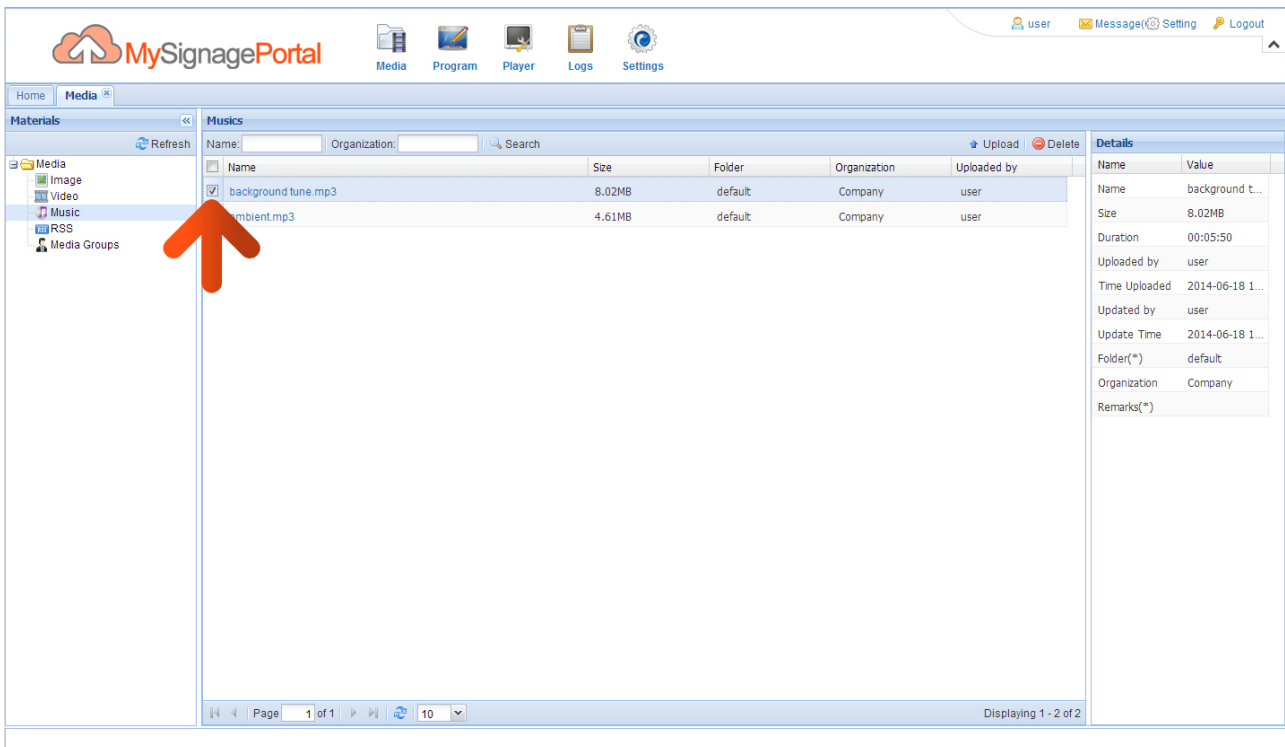 user Message( Setting Logout
MySignagePortal
Media Program Player Logs Settings
Home Media
Materials
Refresh
Media
Image
Video
Music
RSS
Media Groups
Musics
Name: Organization: Search Upload Delete
Name Size Folder Organization Uploaded by
background tune.mp3 8.02MB default Company user
ambient.mp3 4.61MB default Company user
Page 1 of 1 10 Displaying 1 - 2 of 2
Details
Name Value
Name background t...
Size 8.02MB
Duration 00:05:50
Uploaded by user
Time Uploaded 2014-06-18 1...
Updated by user
Update Time 2014-06-18 1...
Folder(*) default
Organization Company
Remarks(*)